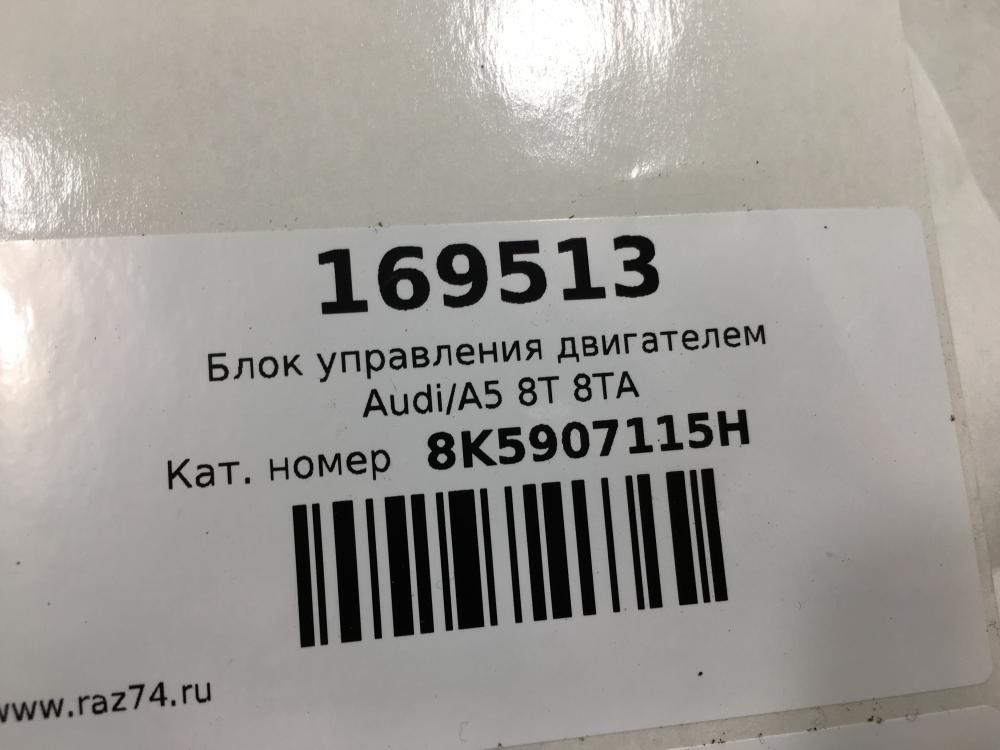 169513
Блок управления двигателем
Audi/A5 8T 8TA
Кат. номер 8K5907115H
www.raz74.ru